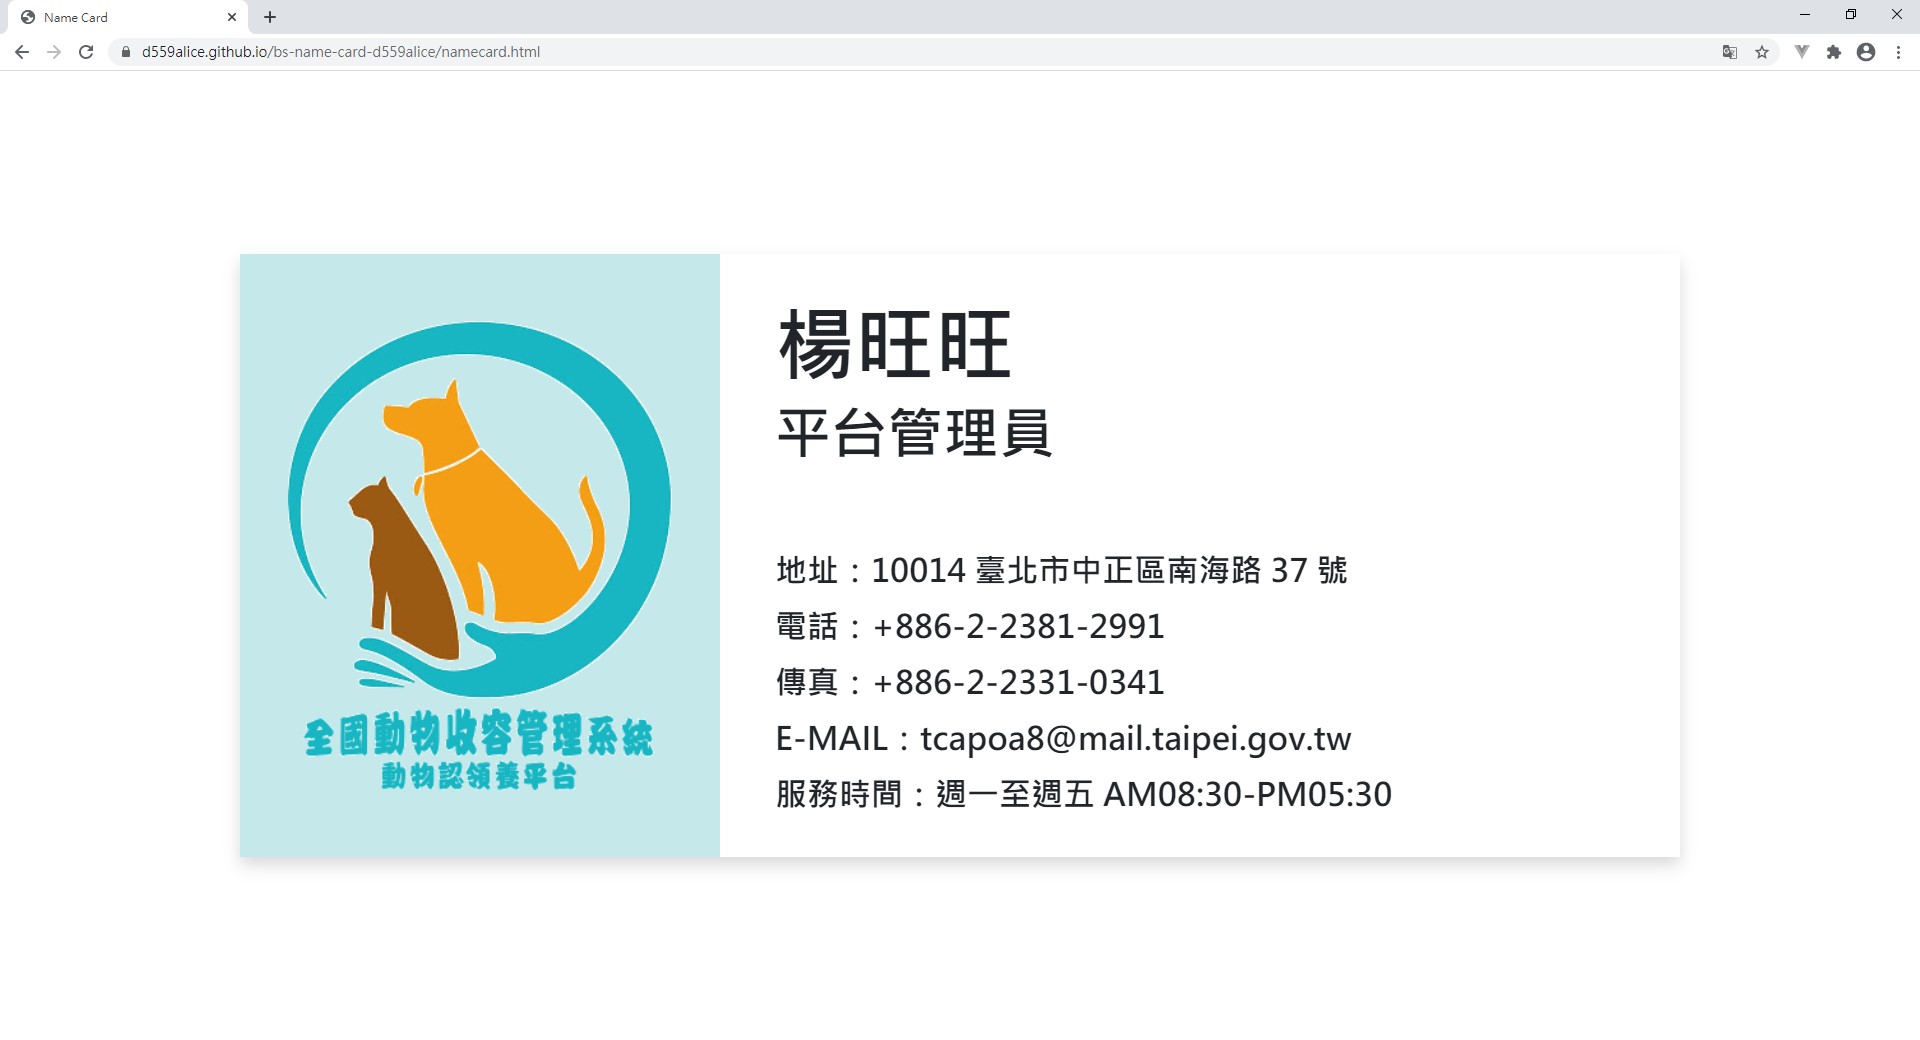 Name Card
d559alice.github.io/bs-name-card-d559alice/namecard.html
全國動物收容管理系統
動物認領養平台
楊旺旺
平台管理員
地址：10014 臺北市中正區南海路 37 號
電話：+886-2-2381-2991
傳真：+886-2-2331-0341
E-MAIL：tcapoa8@mail.taipei.gov.tw
服務時間：週一至週五 AM08:30-PM05:30